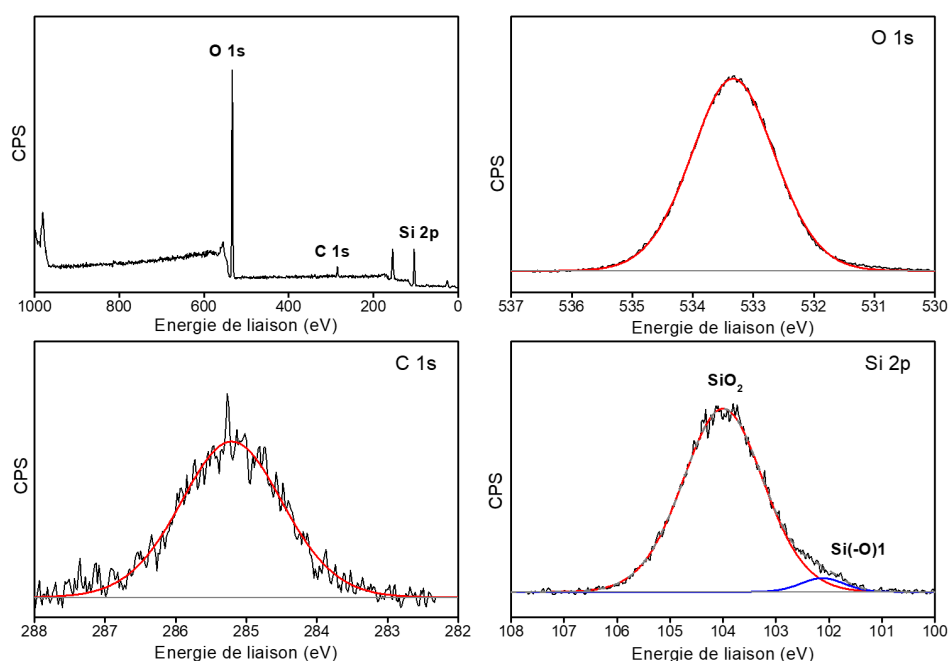 O 1s
C 1s
Si 2p
CPS
1000 800 600 400 200 0
Energie de liaison (eV)
O 1s
CPS
537 536 535 534 533 532 531 530
Energie de liaison (eV)
C 1s
CPS
288 287 286 285 284 283 282
Energie de liaison (eV)
Si 2p
SiO₂
Si(-O)1
CPS
108 107 106 105 104 103 102 101 100
Energie de liaison (eV)